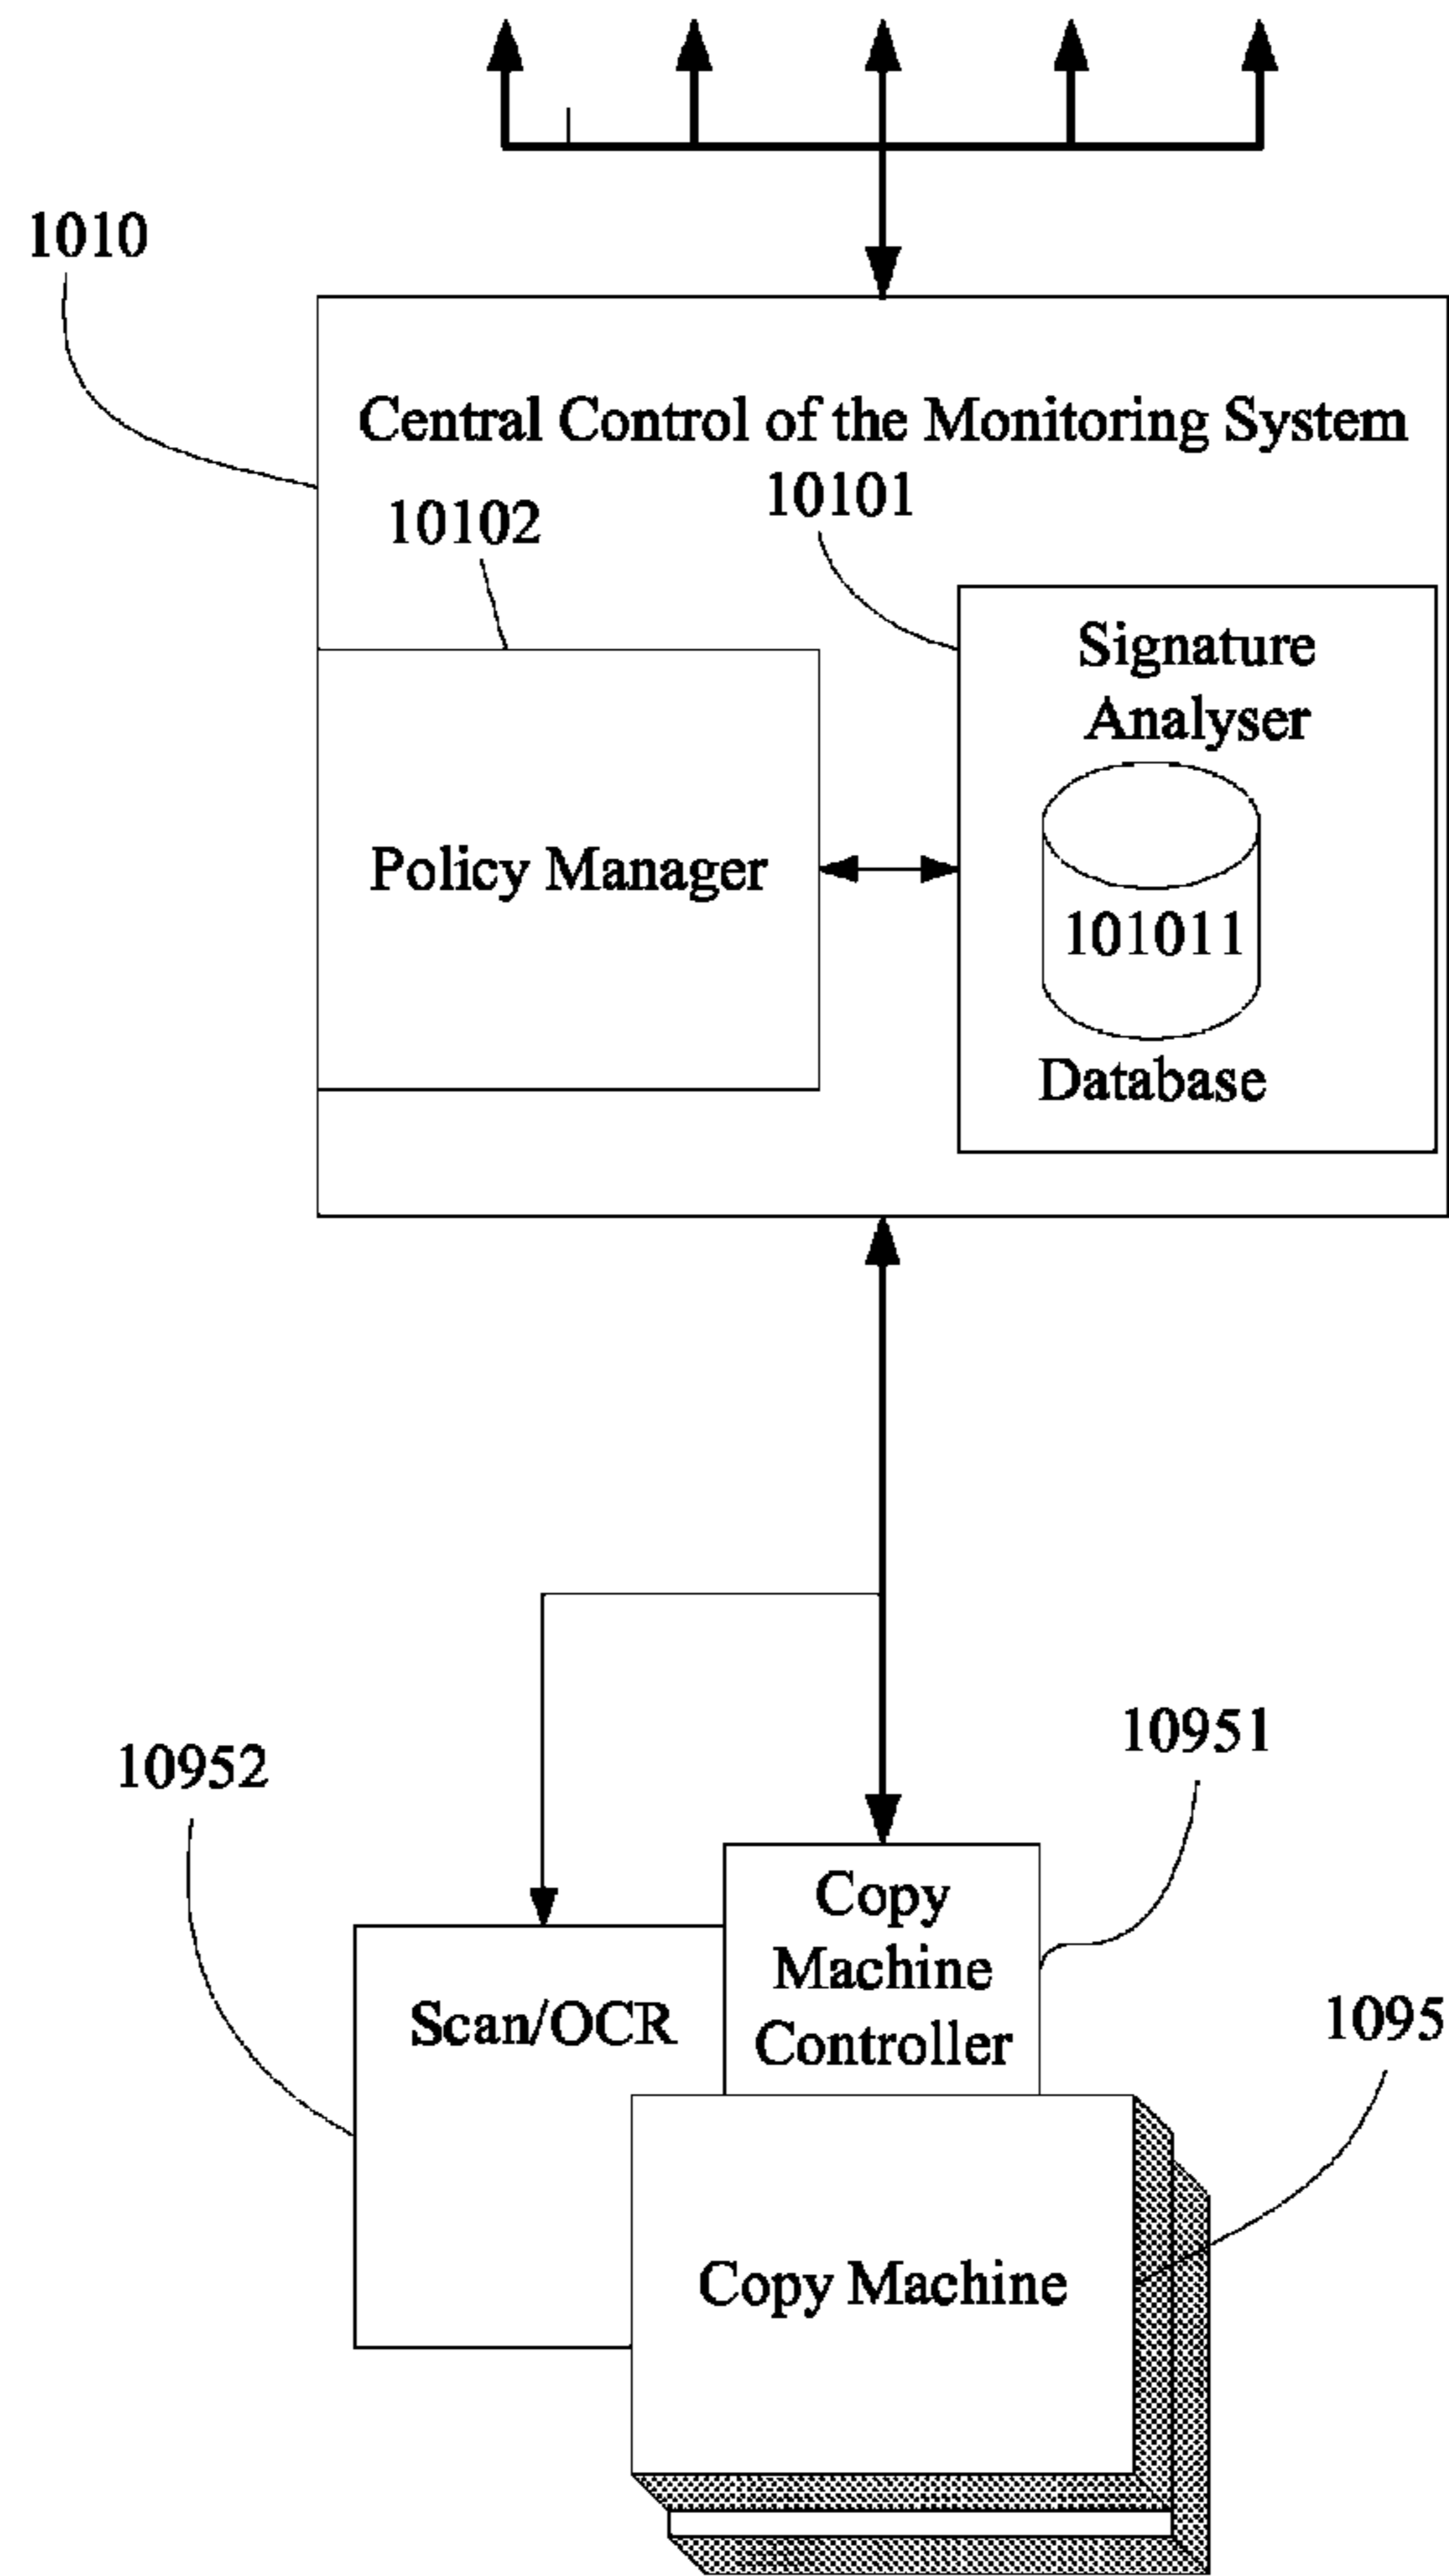 1010
Central Control of the Monitoring System
10101
10102
Signature
Analyser
Policy Manager
101011
Database
10951
10952
Copy
Machine
Controller
Scan/OCR
1095
Copy Machine